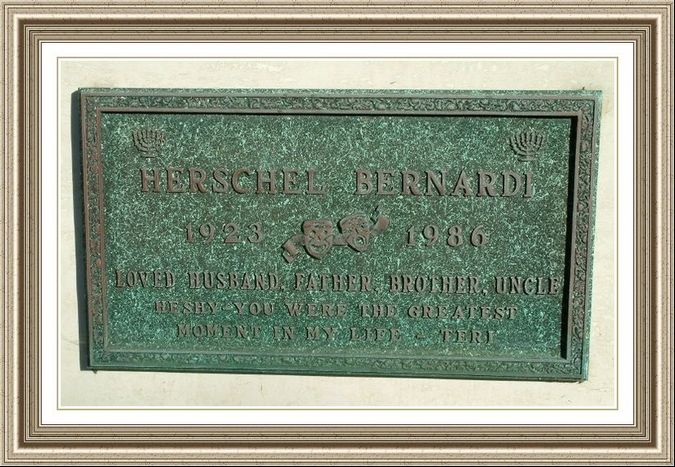 HERSCHEL BERNARDI
1923 1986
LOVED HUSBAND, FATHER, BROTHER, UNCLE
HESHY-YOU WERE THE GREATEST
MOMENT IN MY LIFE - TERI